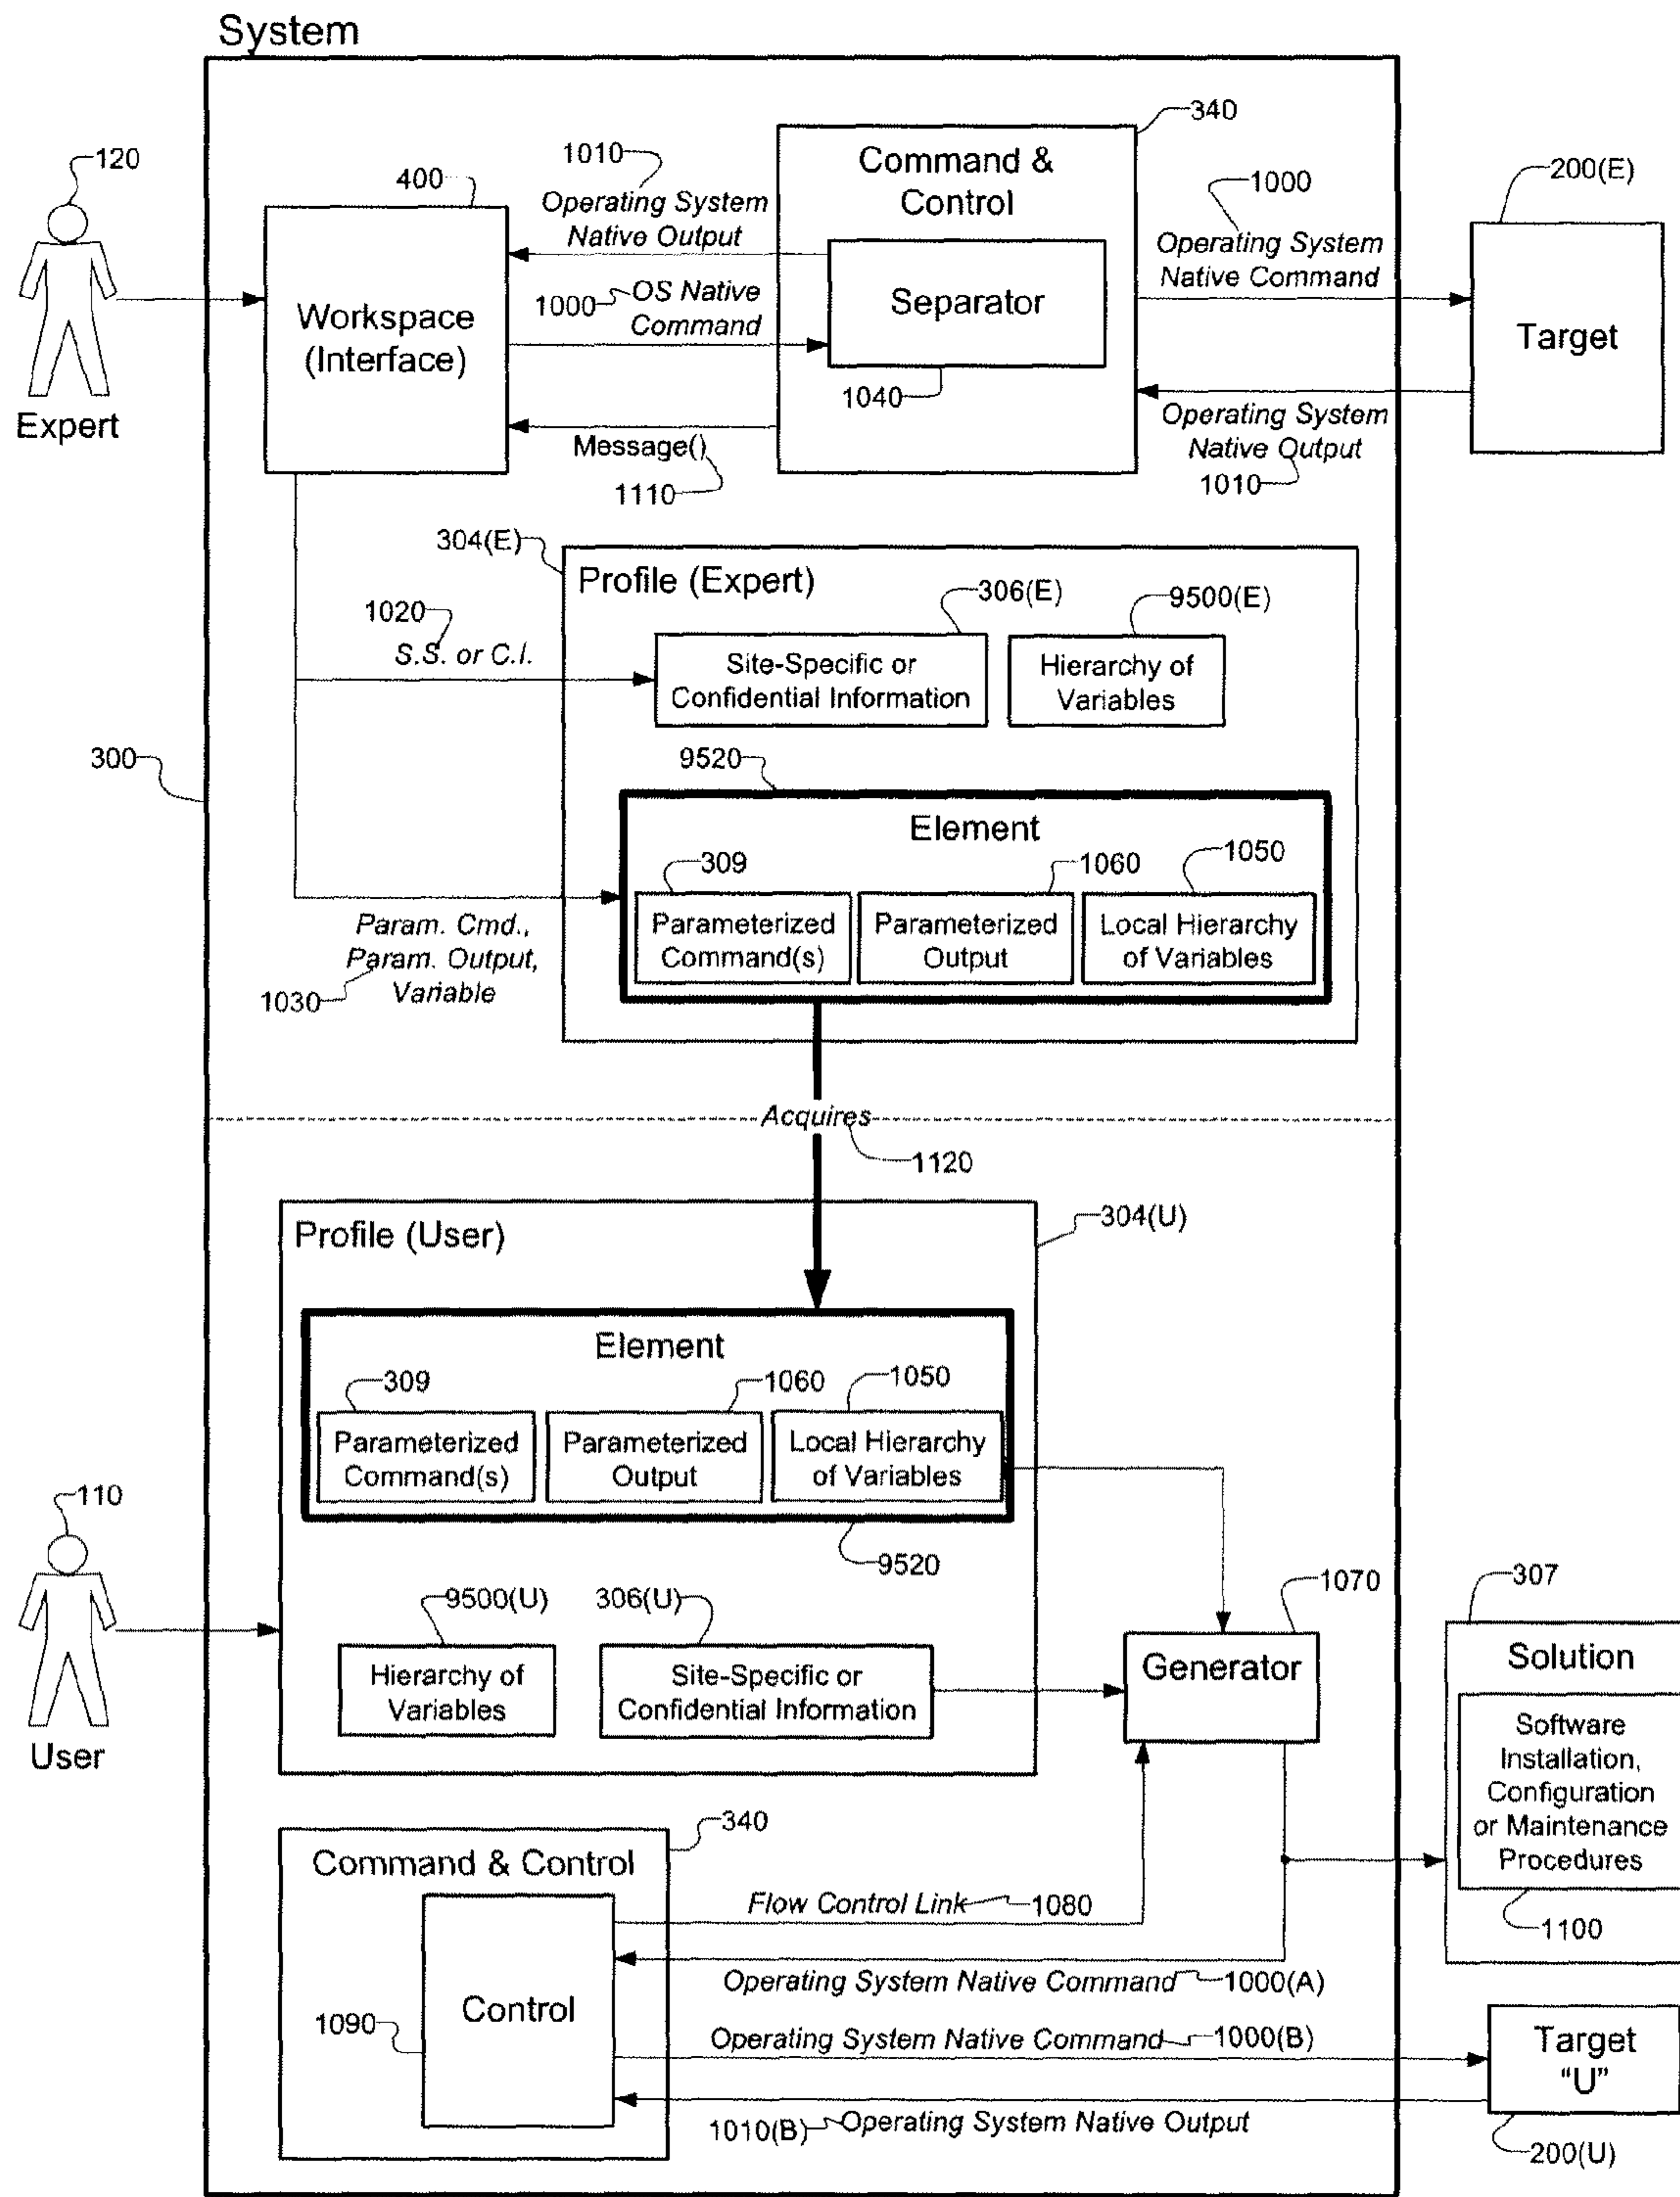 System
120
Expert
400
Workspace
(Interface)
1010
Operating System
Native Output
1000
OS Native
Command
Message()
1110
340
Command &
Control
Separator
1040
1000
Operating System
Native Command
Operating System
Native Output
1010
200(E)
Target
304(E)
Profile (Expert)
1020
S.S. or C.I.
306(E)
Site-Specific or
Confidential Information
9500(E)
Hierarchy of
Variables
300
9520
Element
309
Parameterized
Command(s)
1060
Parameterized
Output
1050
Local Hierarchy
of Variables
Param. Cmd.,
Param. Output,
Variable
1030
Acquires
1120
Profile (User)
304(U)
Element
309
Parameterized
Command(s)
1060
Parameterized
Output
1050
Local Hierarchy
of Variables
9520
110
User
9500(U)
Hierarchy of
Variables
306(U)
Site-Specific or
Confidential Information
1070
Generator
307
Solution
Software
Installation,
Configuration
or Maintenance
Procedures
1100
340
Command & Control
Control
1090
Flow Control Link
1080
Operating System Native Command
1000(A)
Operating System Native Command
1000(B)
1010(B)
Operating System Native Output
Target
“U”
200(U)